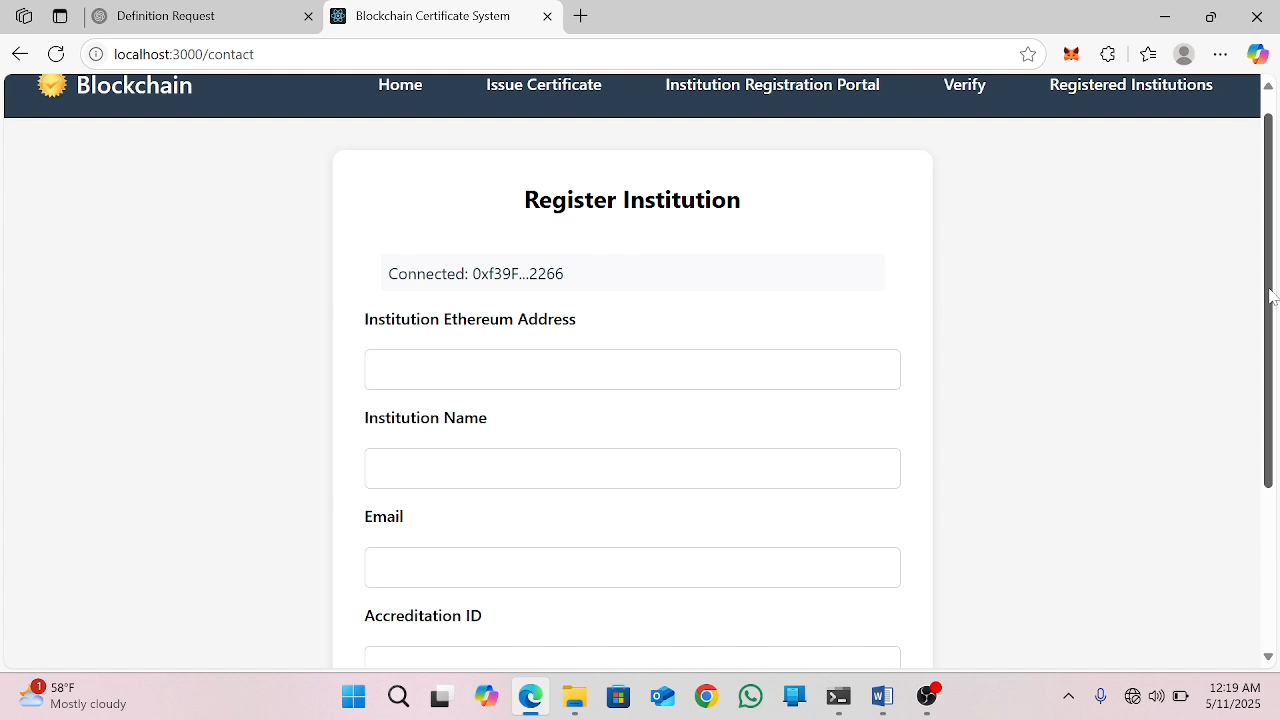 Definition Request
Blockchain Certificate System
localhost:3000/contact
Blockchain
Home
Issue Certificate
Institution Registration Portal
Verify
Registered Institutions
Register Institution
Connected: 0xf39F...2266
Institution Ethereum Address
Institution Name
Email
Accreditation ID
1
58°F
Mostly cloudy
12:19 AM
5/11/2025